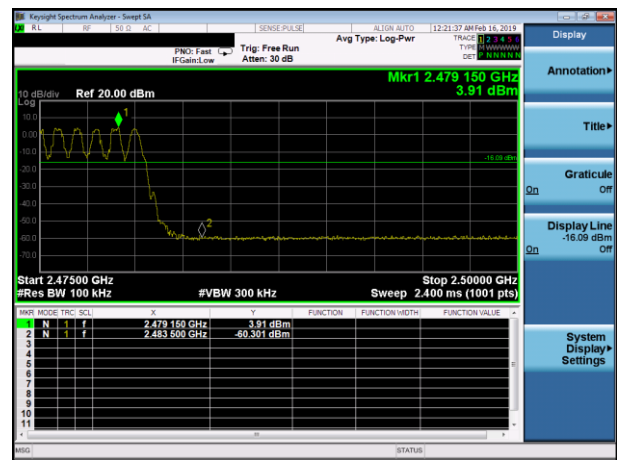 Keysight Spectrum Analyzer - Swept SA
RL RF 50 Ω AC SENSE:PULSE ALIGN AUTO 12:21:37 AM Feb 16, 2019
PNO: Fast Trig: Free Run Avg Type: Log-Pwr TRACE 1 2 3 4 5 6
IFGain:Low Atten: 30 dB TYPE M WWWWW
DET P N N N N N
Mkr1 2.479 150 GHz
3.91 dBm
10 dB/div Ref 20.00 dBm
Log
1
10.0
0.00
-10.0
-16.09 dBm
-20.0
-30.0
-40.0
-50.0
2
-60.0
-70.0
Start 2.47500 GHz Stop 2.50000 GHz
#Res BW 100 kHz #VBW 300 kHz Sweep 2.400 ms (1001 pts)
MKR MODE TRC SCL X Y FUNCTION FUNCTION WIDTH FUNCTION VALUE
1 N 1 f 2.479 150 GHz 3.91 dBm
2 N 1 f 2.483 500 GHz -60.301 dBm
3
4
5
6
7
8
9
10
11
MSG STATUS
Display
Annotation
Title
Graticule
On Off
Display Line
-16.09 dBm
On Off
System
Display
Settings